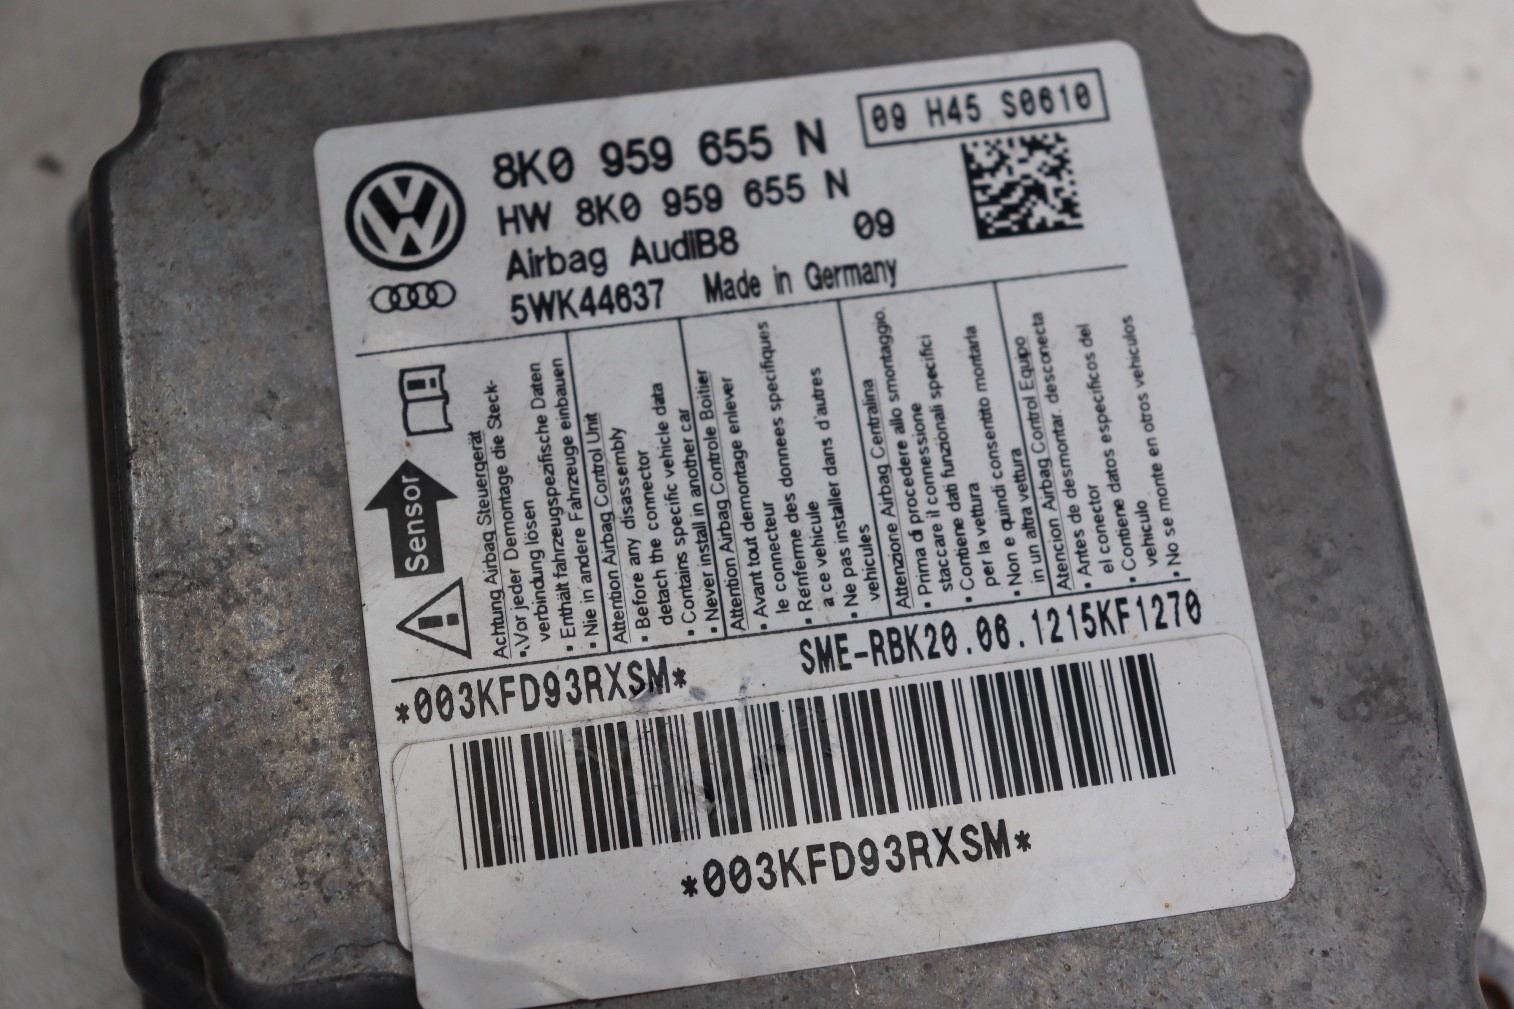 09 H45 S0610
8K0 959 655 N
HW 8K0 959 655 N
Airbag AudiB8 09
5WK44637 Made in Germany
Sensor
Achtung Airbag Steuergerät
• Vor jeder Demontage die Steck-
verbindung lösen
• Enthält fahrzeugspezifische Daten
• Nie in andere Fahrzeuge einbauen
Attention Airbag Control Unit
• Before any disassembly
detach the connector
• Contains specific vehicle data
• Never install in another car
Attention Airbag Controle Boitier
• Avant tout demontage enlever
le connecteur
• Renferme des donnees specifiques
a ce vehicule
• Ne pas installer dans d'autres
vehicules
Attenzione Airbag Centralina
• Prima di procedere allo smontaggio,
staccare il connessione
• Contiene dati funzionali specifici
per la vettura
• Non e quindi consentito montarla
in un altra vettura
Atencion Airbag Control Equipo
• Antes de desmontar. desconecta
el conector
• Contiene datos especificos del
vehiculo
• No se monte en otros vehiculos
*003KFD93RXSM* SME-RBK20.06.1215KF1270
*003KFD93RXSM*